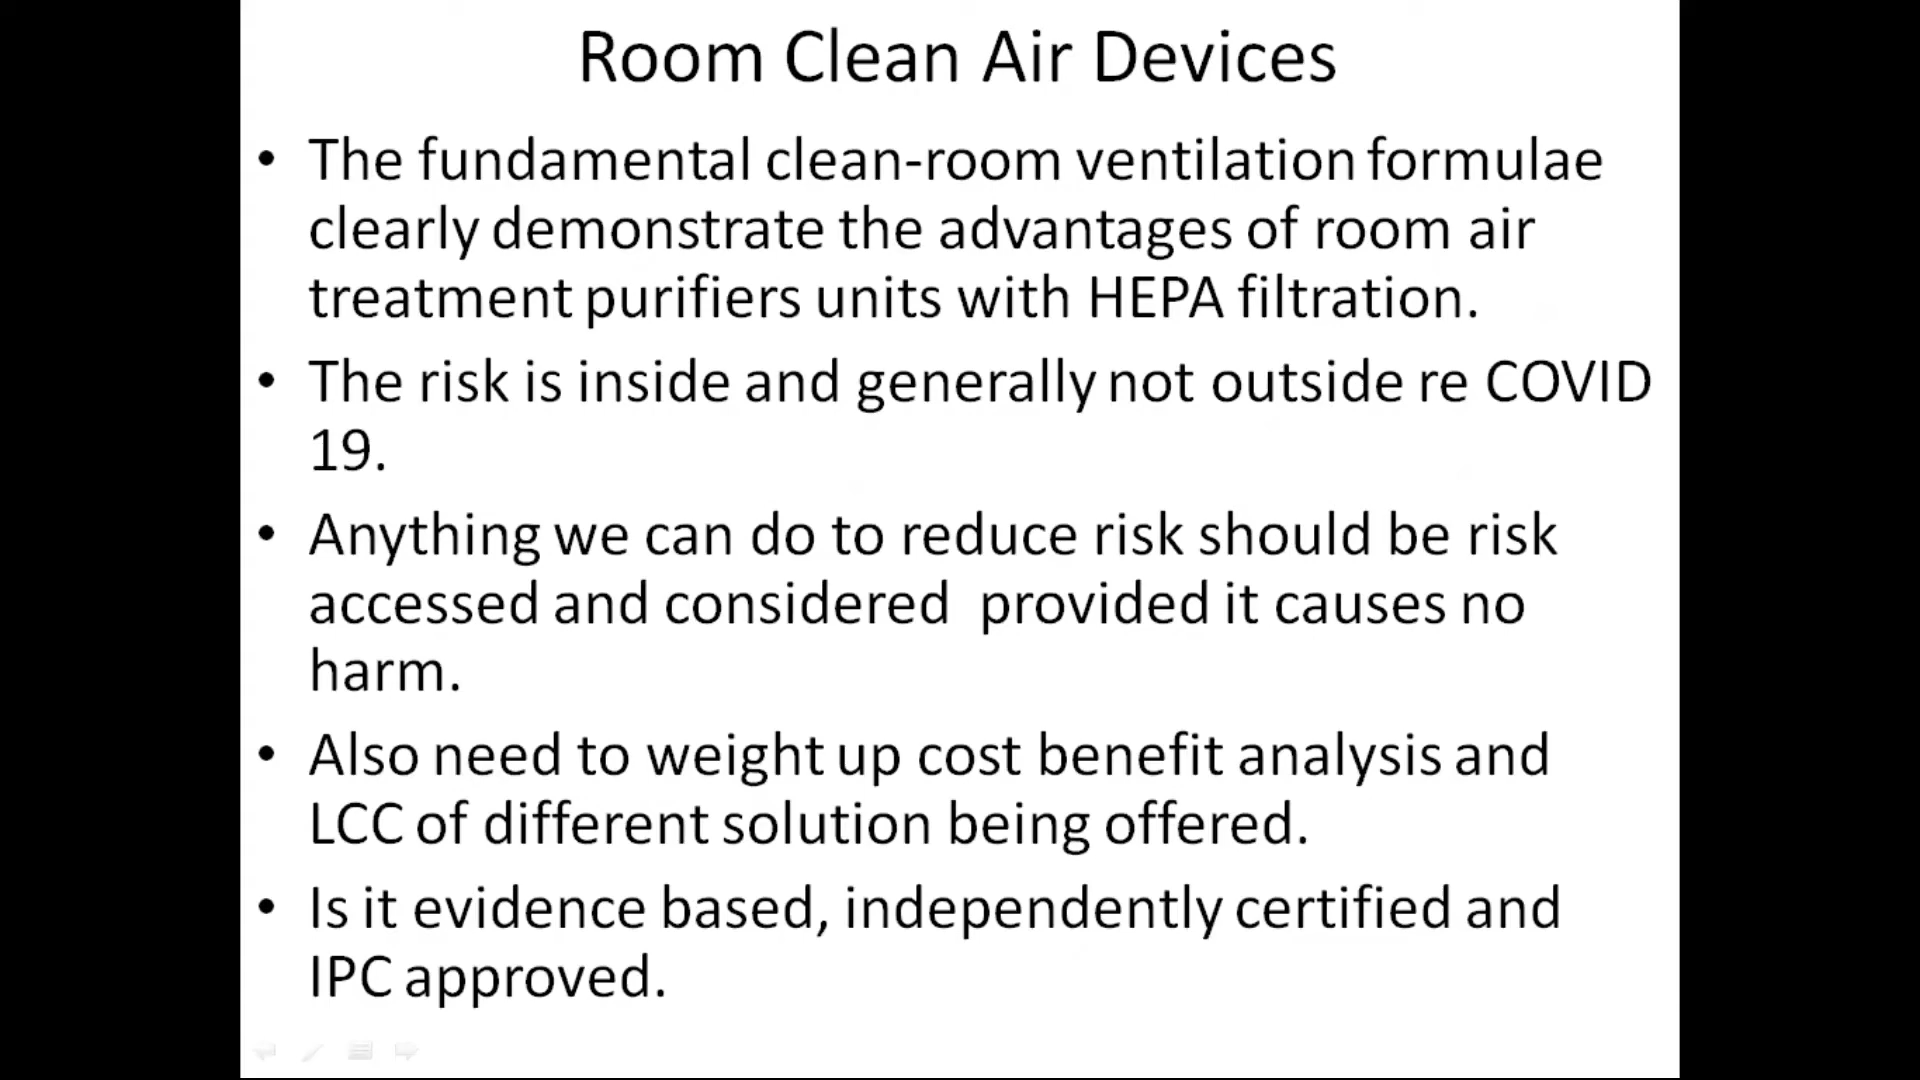 Room Clean Air Devices
• The fundamental clean-room ventilation formulae
clearly demonstrate the advantages of room air
treatment purifiers units with HEPA filtration.
• The risk is inside and generally not outside re COVID
19.
• Anything we can do to reduce risk should be risk
accessed and considered  provided it causes no
harm.
• Also need to weight up cost benefit analysis and
LCC of different solution being offered.
• Is it evidence based, independently certified and
IPC approved.